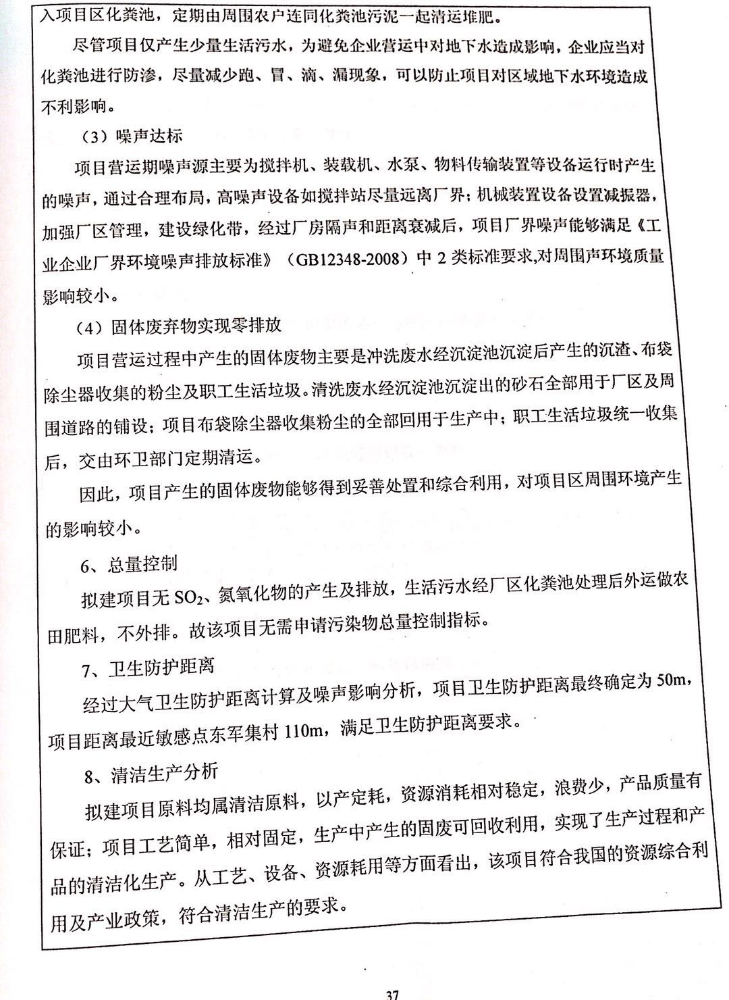 入项目区化粪池，定期由周围农户连同化粪池污泥一起清运堆肥。
尽管项目仅产生少量生活污水，为避免企业营运中对地下水造成影响，企业应当对
化粪池进行防渗，尽量减少跑、冒、滴、漏现象，可以防止项目对区域地下水环境造成
不利影响。
（3）噪声达标
项目营运期噪声源主要为搅拌机、装载机、水泵、物料传输装置等设备运行时产生
的噪声，通过合理布局，高噪声设备如搅拌站尽量远离厂界；机械装置设备设置减振器，
加强厂区管理，建设绿化带，经过厂房隔声和距离衰减后，项目厂界噪声能够满足《工
业企业厂界环境噪声排放标准》（GB12348-2008）中 2 类标准要求,对周围声环境质量
影响较小。
（4）固体废弃物实现零排放
项目营运过程中产生的固体废物主要是冲洗废水经沉淀池沉淀后产生的沉渣、布袋
除尘器收集的粉尘及职工生活垃圾。清洗废水经沉淀池沉淀出的砂石全部用于厂区及周
围道路的铺设；项目布袋除尘器收集粉尘的全部回用于生产中；职工生活垃圾统一收集
后，交由环卫部门定期清运。
因此，项目产生的固体废物能够得到妥善处置和综合利用，对项目区周围环境产生
的影响较小。
6、总量控制
拟建项目无 SO₂、氮氧化物的产生及排放，生活污水经厂区化粪池处理后外运做农
田肥料，不外排。故该项目无需申请污染物总量控制指标。
7、卫生防护距离
经过大气卫生防护距离计算及噪声影响分析，项目卫生防护距离最终确定为 50m，
项目距离最近敏感点东军集村 110m，满足卫生防护距离要求。
8、清洁生产分析
拟建项目原料均属清洁原料，以产定耗，资源消耗相对稳定，浪费少，产品质量有
保证；项目工艺简单，相对固定，生产中产生的固废可回收利用，实现了生产过程和产
品的清洁化生产。从工艺、设备、资源耗用等方面看出，该项目符合我国的资源综合利
用及产业政策，符合清洁生产的要求。
37